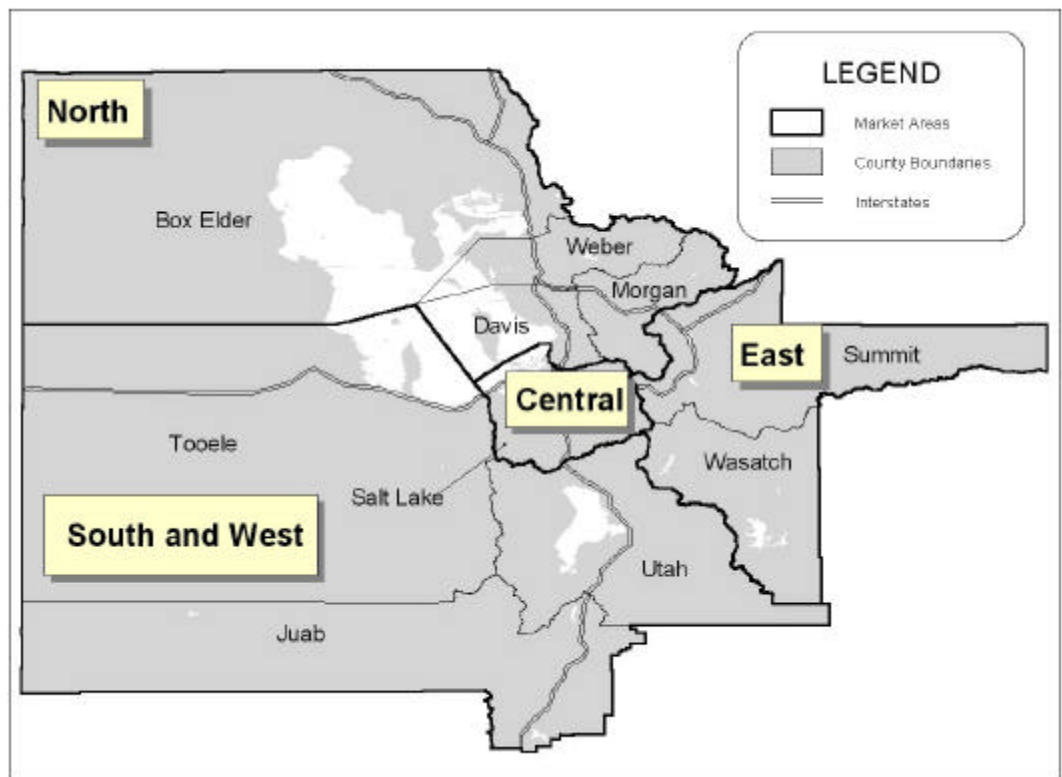 LEGEND
Market Areas
County Boundaries
Interstates
North
Box Elder
Weber
Morgan
Davis
East
Summit
Central
Tooele
Wasatch
Salt Lake
South and West
Utah
Juab